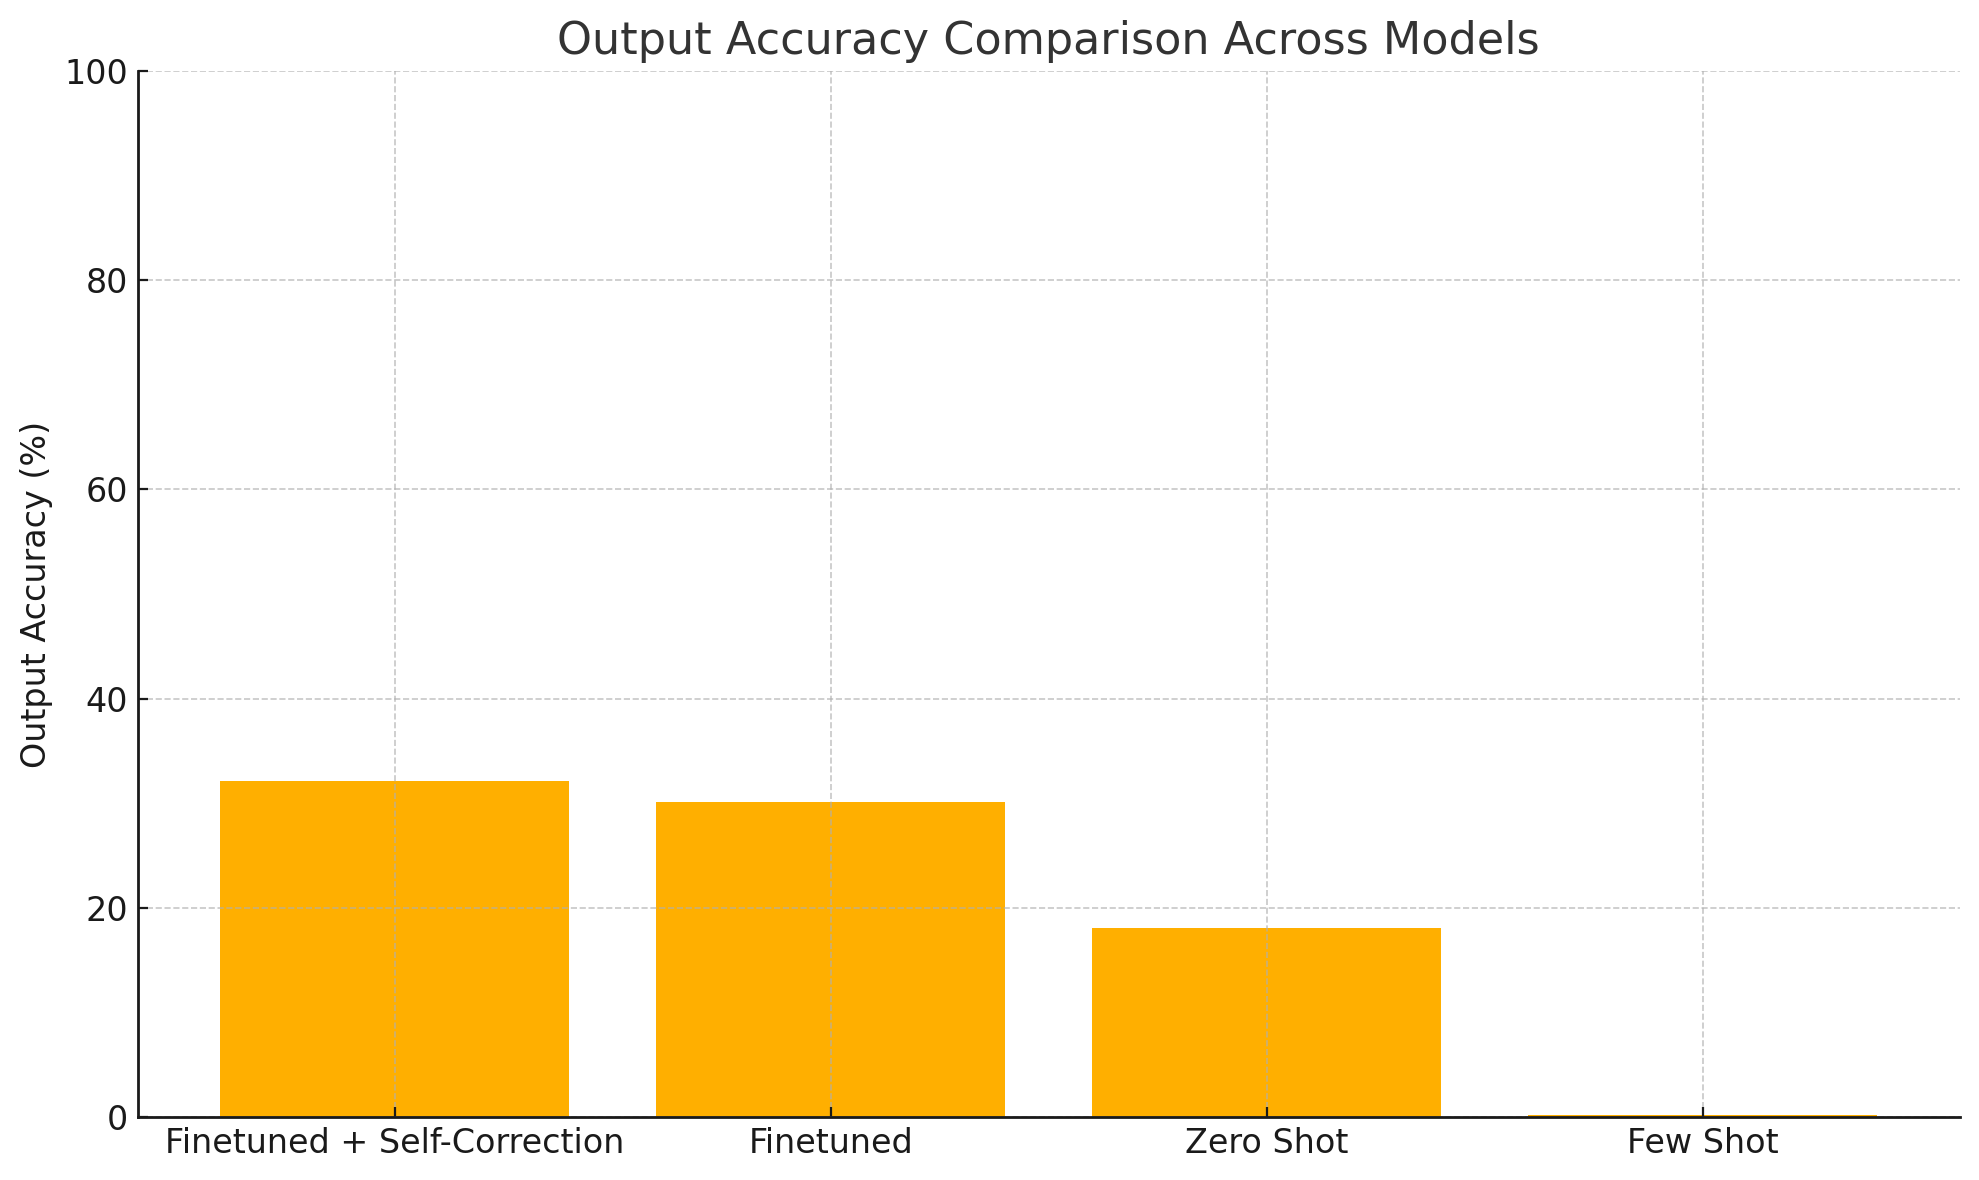 Output Accuracy Comparison Across Models
Output Accuracy (%)
100
80
60
40
20
0
Finetuned + Self-Correction
Finetuned
Zero Shot
Few Shot